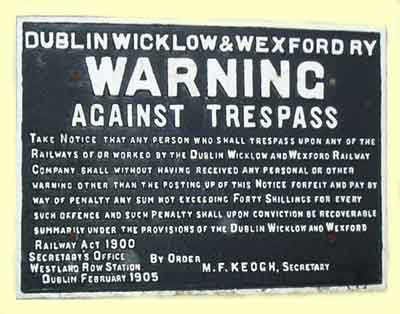 DUBLIN WICKLOW & WEXFORD RY
WARNING
AGAINST TRESPASS
TAKE NOTICE THAT ANY PERSON WHO SHALL TRESPASS UPON ANY OF THE
RAILWAYS OF OR WORKED BY THE DUBLIN WICKLOW AND WEXFORD RAILWAY
COMPANY SHALL WITHOUT HAVING RECEIVED ANY PERSONAL OR OTHER
WARNING OTHER THAN THE POSTING UP OF THIS NOTICE FORFEIT AND PAY BY
WAY OF PENALTY ANY SUM NOT EXCEEDING FORTY SHILLINGS FOR EVERY
SUCH OFFENCE AND SUCH PENALTY SHALL UPON CONVICTION BE RECOVERABLE
SUMMARILY UNDER THE PROVISIONS OF THE DUBLIN WICKLOW AND WEXFORD
RAILWAY ACT 1900
SECRETARY'S OFFICE BY ORDER
WESTLAND ROW STATION M.F. KEOGH, SECRETARY
DUBLIN FEBRUARY 1905